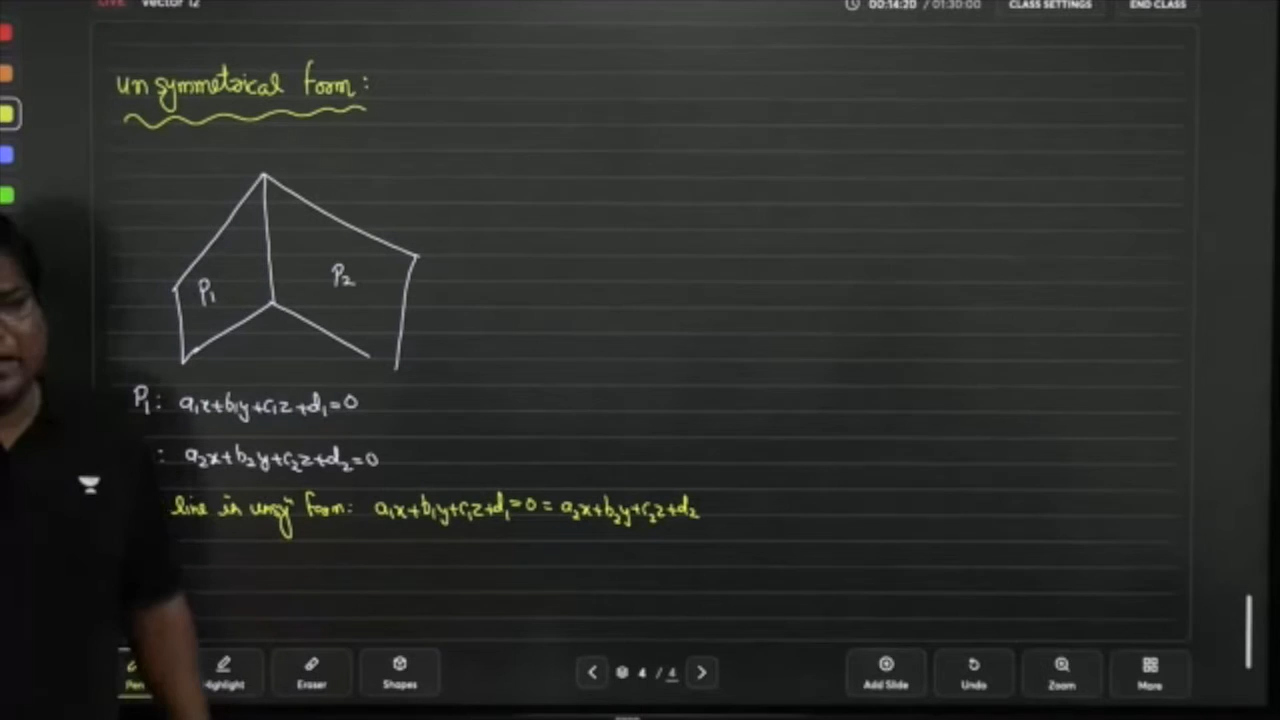 LIVE Vector 12 00:14:20 / 01:30:00 CLASS SETTINGS END CLASS
unsymmetrical form:
P₁ P₂
P₁: a₁x+b₁y+c₁z+d₁=0
: a₂x+b₂y+c₂z+d₂=0
line in form: a₁x+b₁y+c₁z+d₁=0=a₂x+b₂y+c₂z+d₂
Pen Highlight Eraser Shapes 4 / 4 Add Slide Undo Zoom More